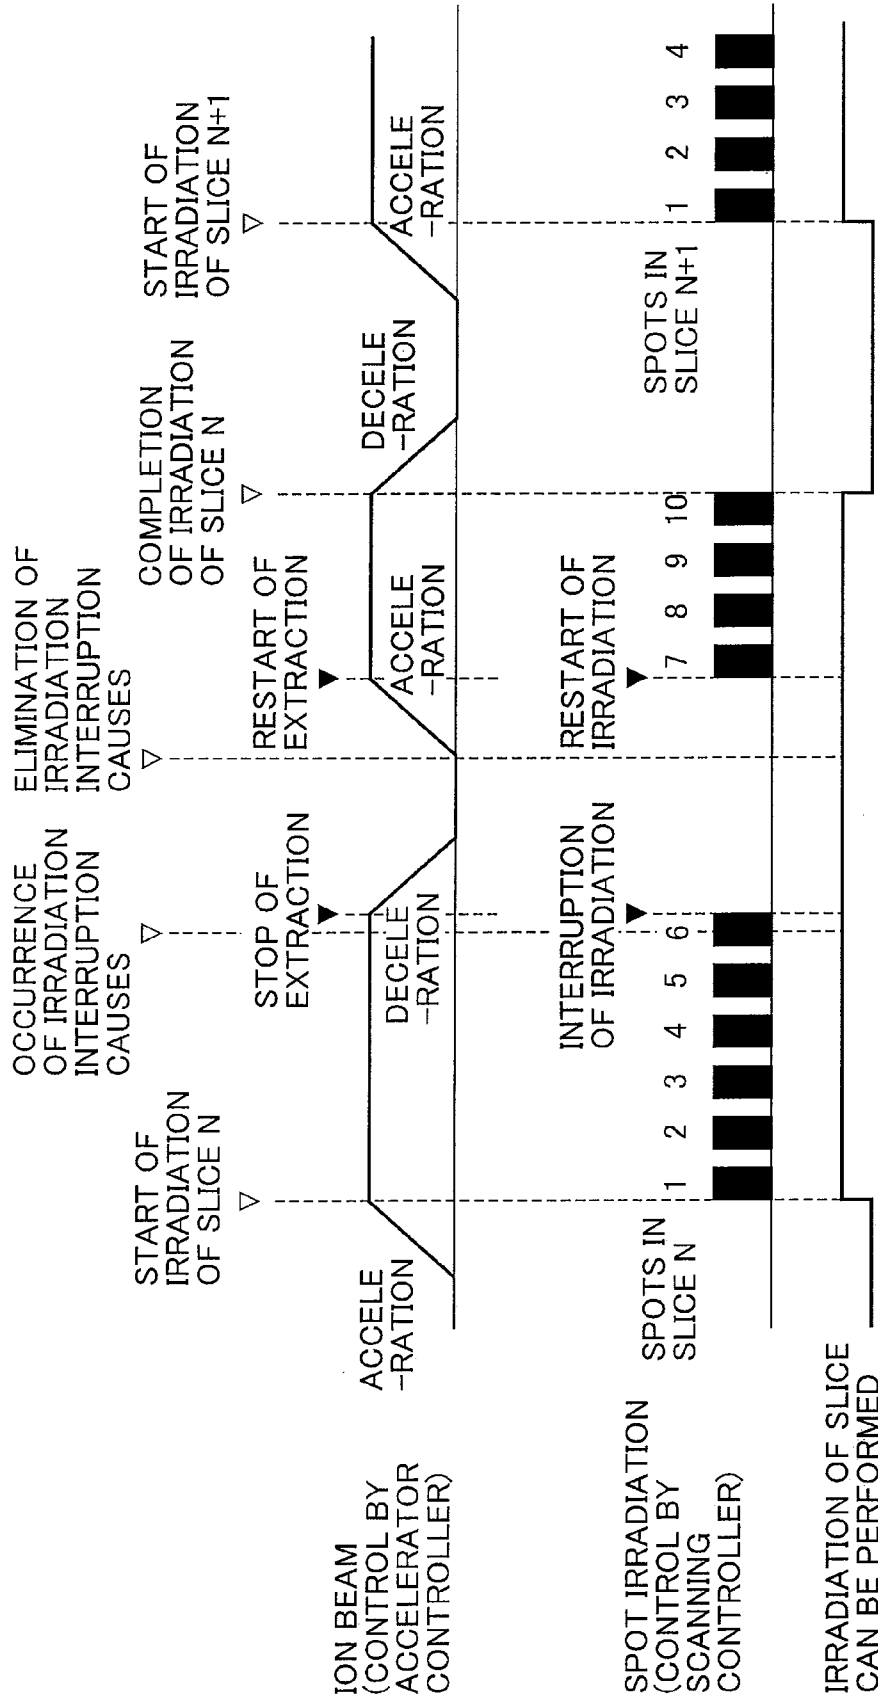 OCCURRENCE
OF IRRADIATION
INTERRUPTION
CAUSES
ELIMINATION OF
IRRADIATION
INTERRUPTION
CAUSES
START OF
IRRADIATION
OF SLICE N
COMPLETION
OF IRRADIATION
OF SLICE N
START OF
IRRADIATION
OF SLICE N+1
STOP OF
EXTRACTION
RESTART OF
EXTRACTION
ION BEAM
(CONTROL BY
ACCELERATOR
CONTROLLER)
ACCELE
-RATION
DECELE
-RATION
ACCELE
-RATION
DECELE
-RATION
ACCELE
-RATION
INTERRUPTION
OF IRRADIATION
RESTART OF
IRRADIATION
SPOT IRRADIATION
(CONTROL BY
SCANNING
CONTROLLER)
SPOTS IN
SLICE N
1 2 3 4 5 6 7 8 9 10
SPOTS IN
SLICE N+1
1 2 3 4
IRRADIATION OF SLICE
CAN BE PERFORMED